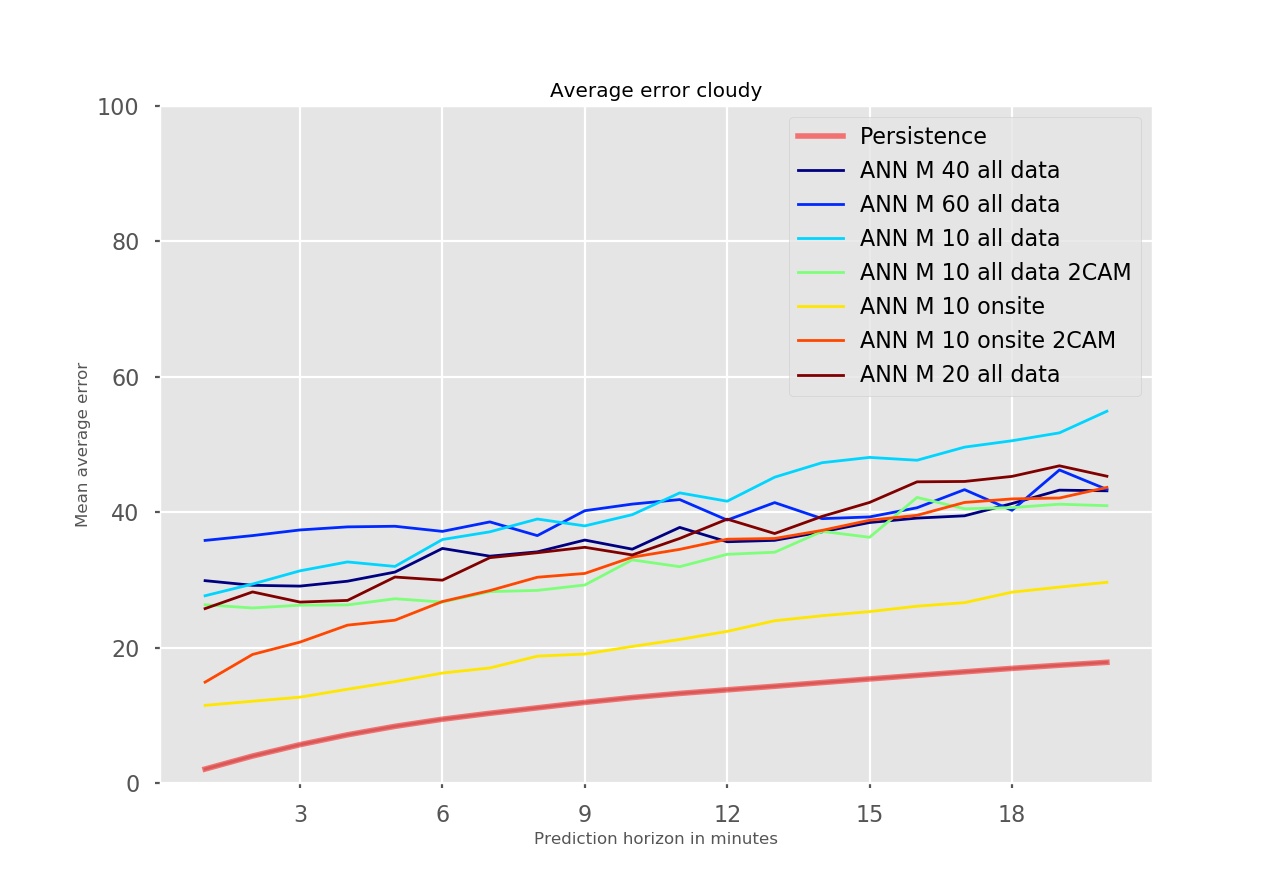 Average error cloudy
100
80
60
40
20
0
Mean average error
Persistence
ANN M 40 all data
ANN M 60 all data
ANN M 10 all data
ANN M 10 all data 2CAM
ANN M 10 onsite
ANN M 10 onsite 2CAM
ANN M 20 all data
3 6 9 12 15 18
Prediction horizon in minutes